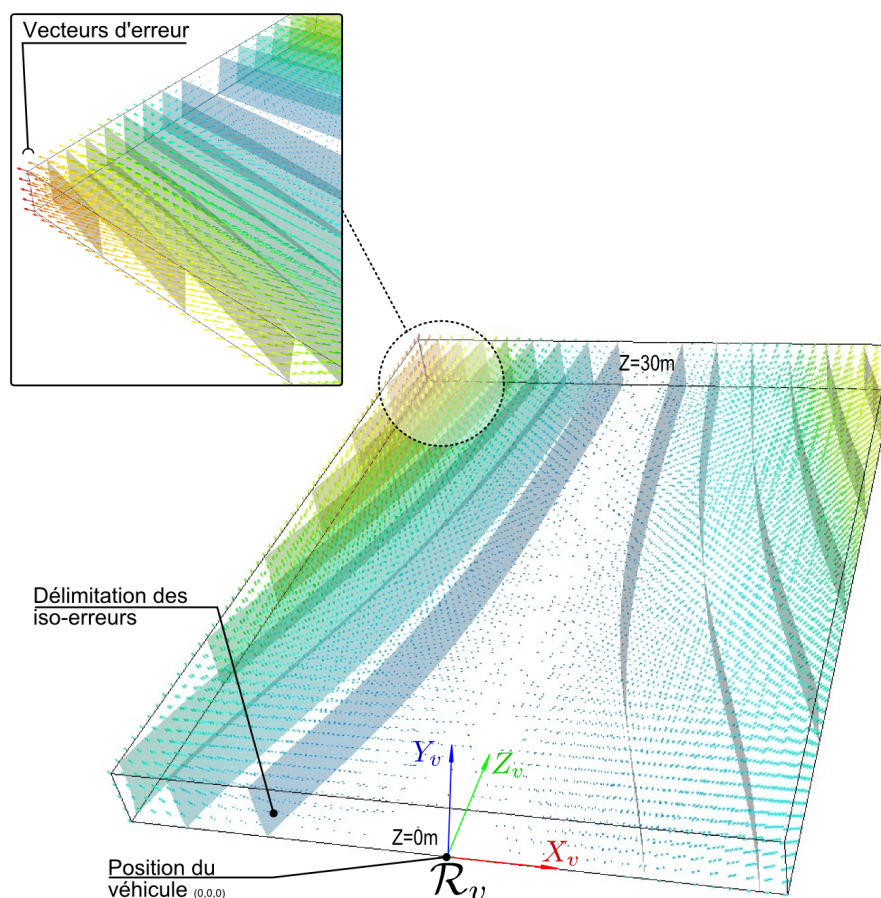 Vecteurs d'erreur
Z=30m
Délimitation des
iso-erreurs
Y_v
Z_v
Z=0m
X_v
Position du
véhicule (0,0,0)
R_v